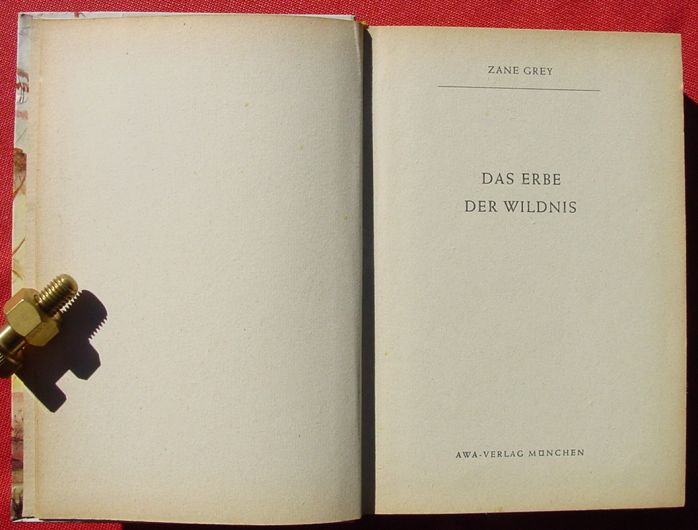 ZANE GREY
DAS ERBE
DER WILDNIS
AWA-VERLAG MÜNCHEN